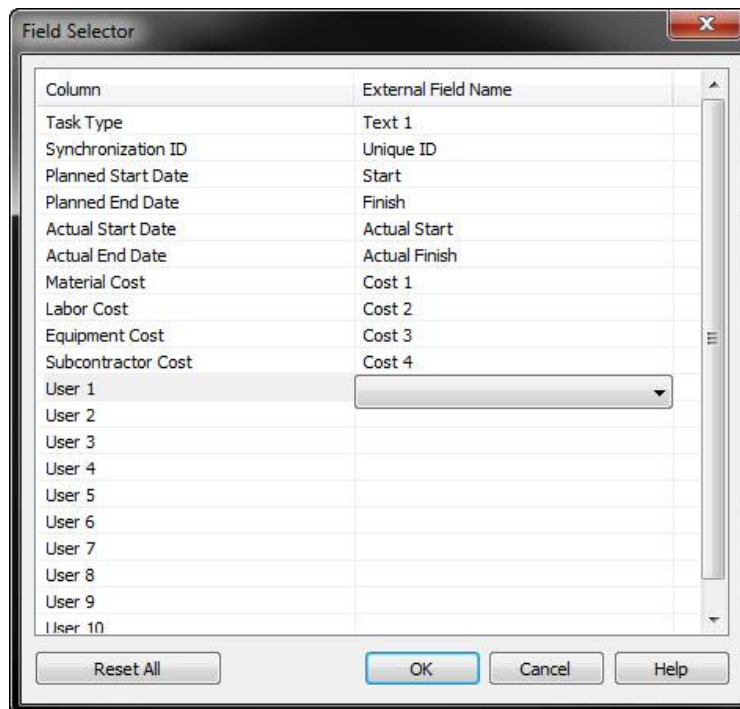 Field Selector
Column External Field Name
Task Type Text 1
Synchronization ID Unique ID
Planned Start Date Start
Planned End Date Finish
Actual Start Date Actual Start
Actual End Date Actual Finish
Material Cost Cost 1
Labor Cost Cost 2
Equipment Cost Cost 3
Subcontractor Cost Cost 4
User 1
User 2
User 3
User 4
User 5
User 6
User 7
User 8
User 9
User 10
Reset All OK Cancel Help